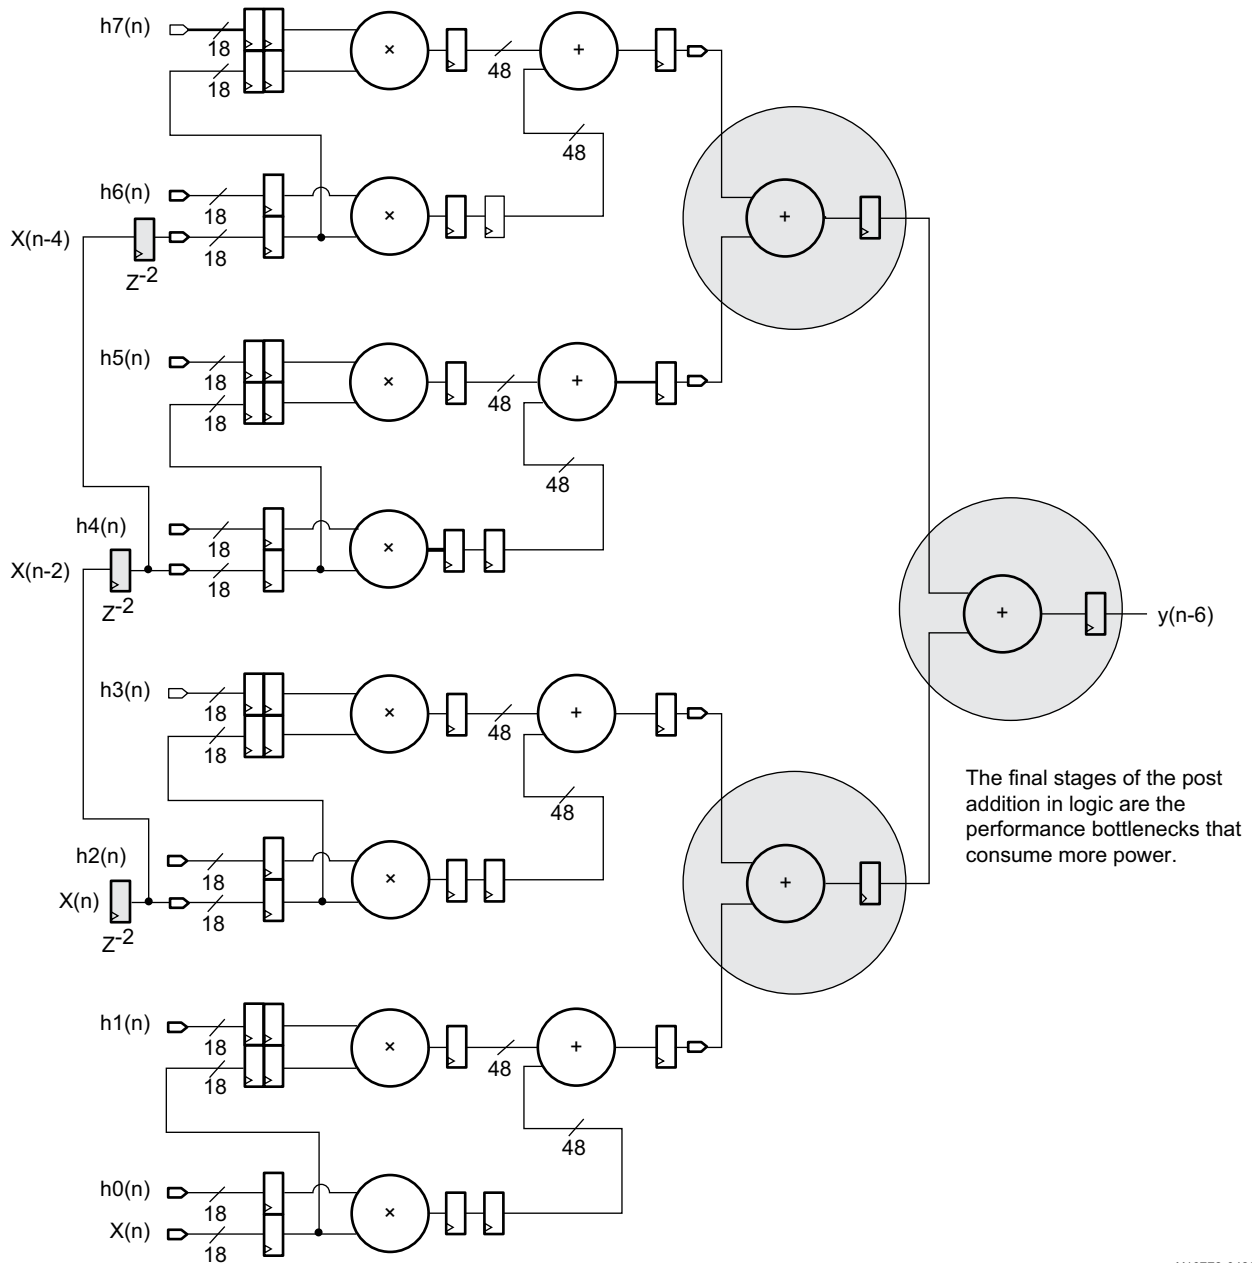 h7(n)
18
×
48
+
18
48
h6(n)
18
×
+
X(n-4)
18
Z-2
h5(n)
18
×
48
+
18
48
h4(n)
18
×
X(n-2)
18
Z-2
+
y(n-6)
h3(n)
18
×
48
+
18
The final stages of the post
addition in logic are the
performance bottlenecks that
consume more power.
48
h2(n)
18
×
+
X(n)
18
Z-2
h1(n)
18
×
48
+
18
48
h0(n)
18
×
X(n)
18